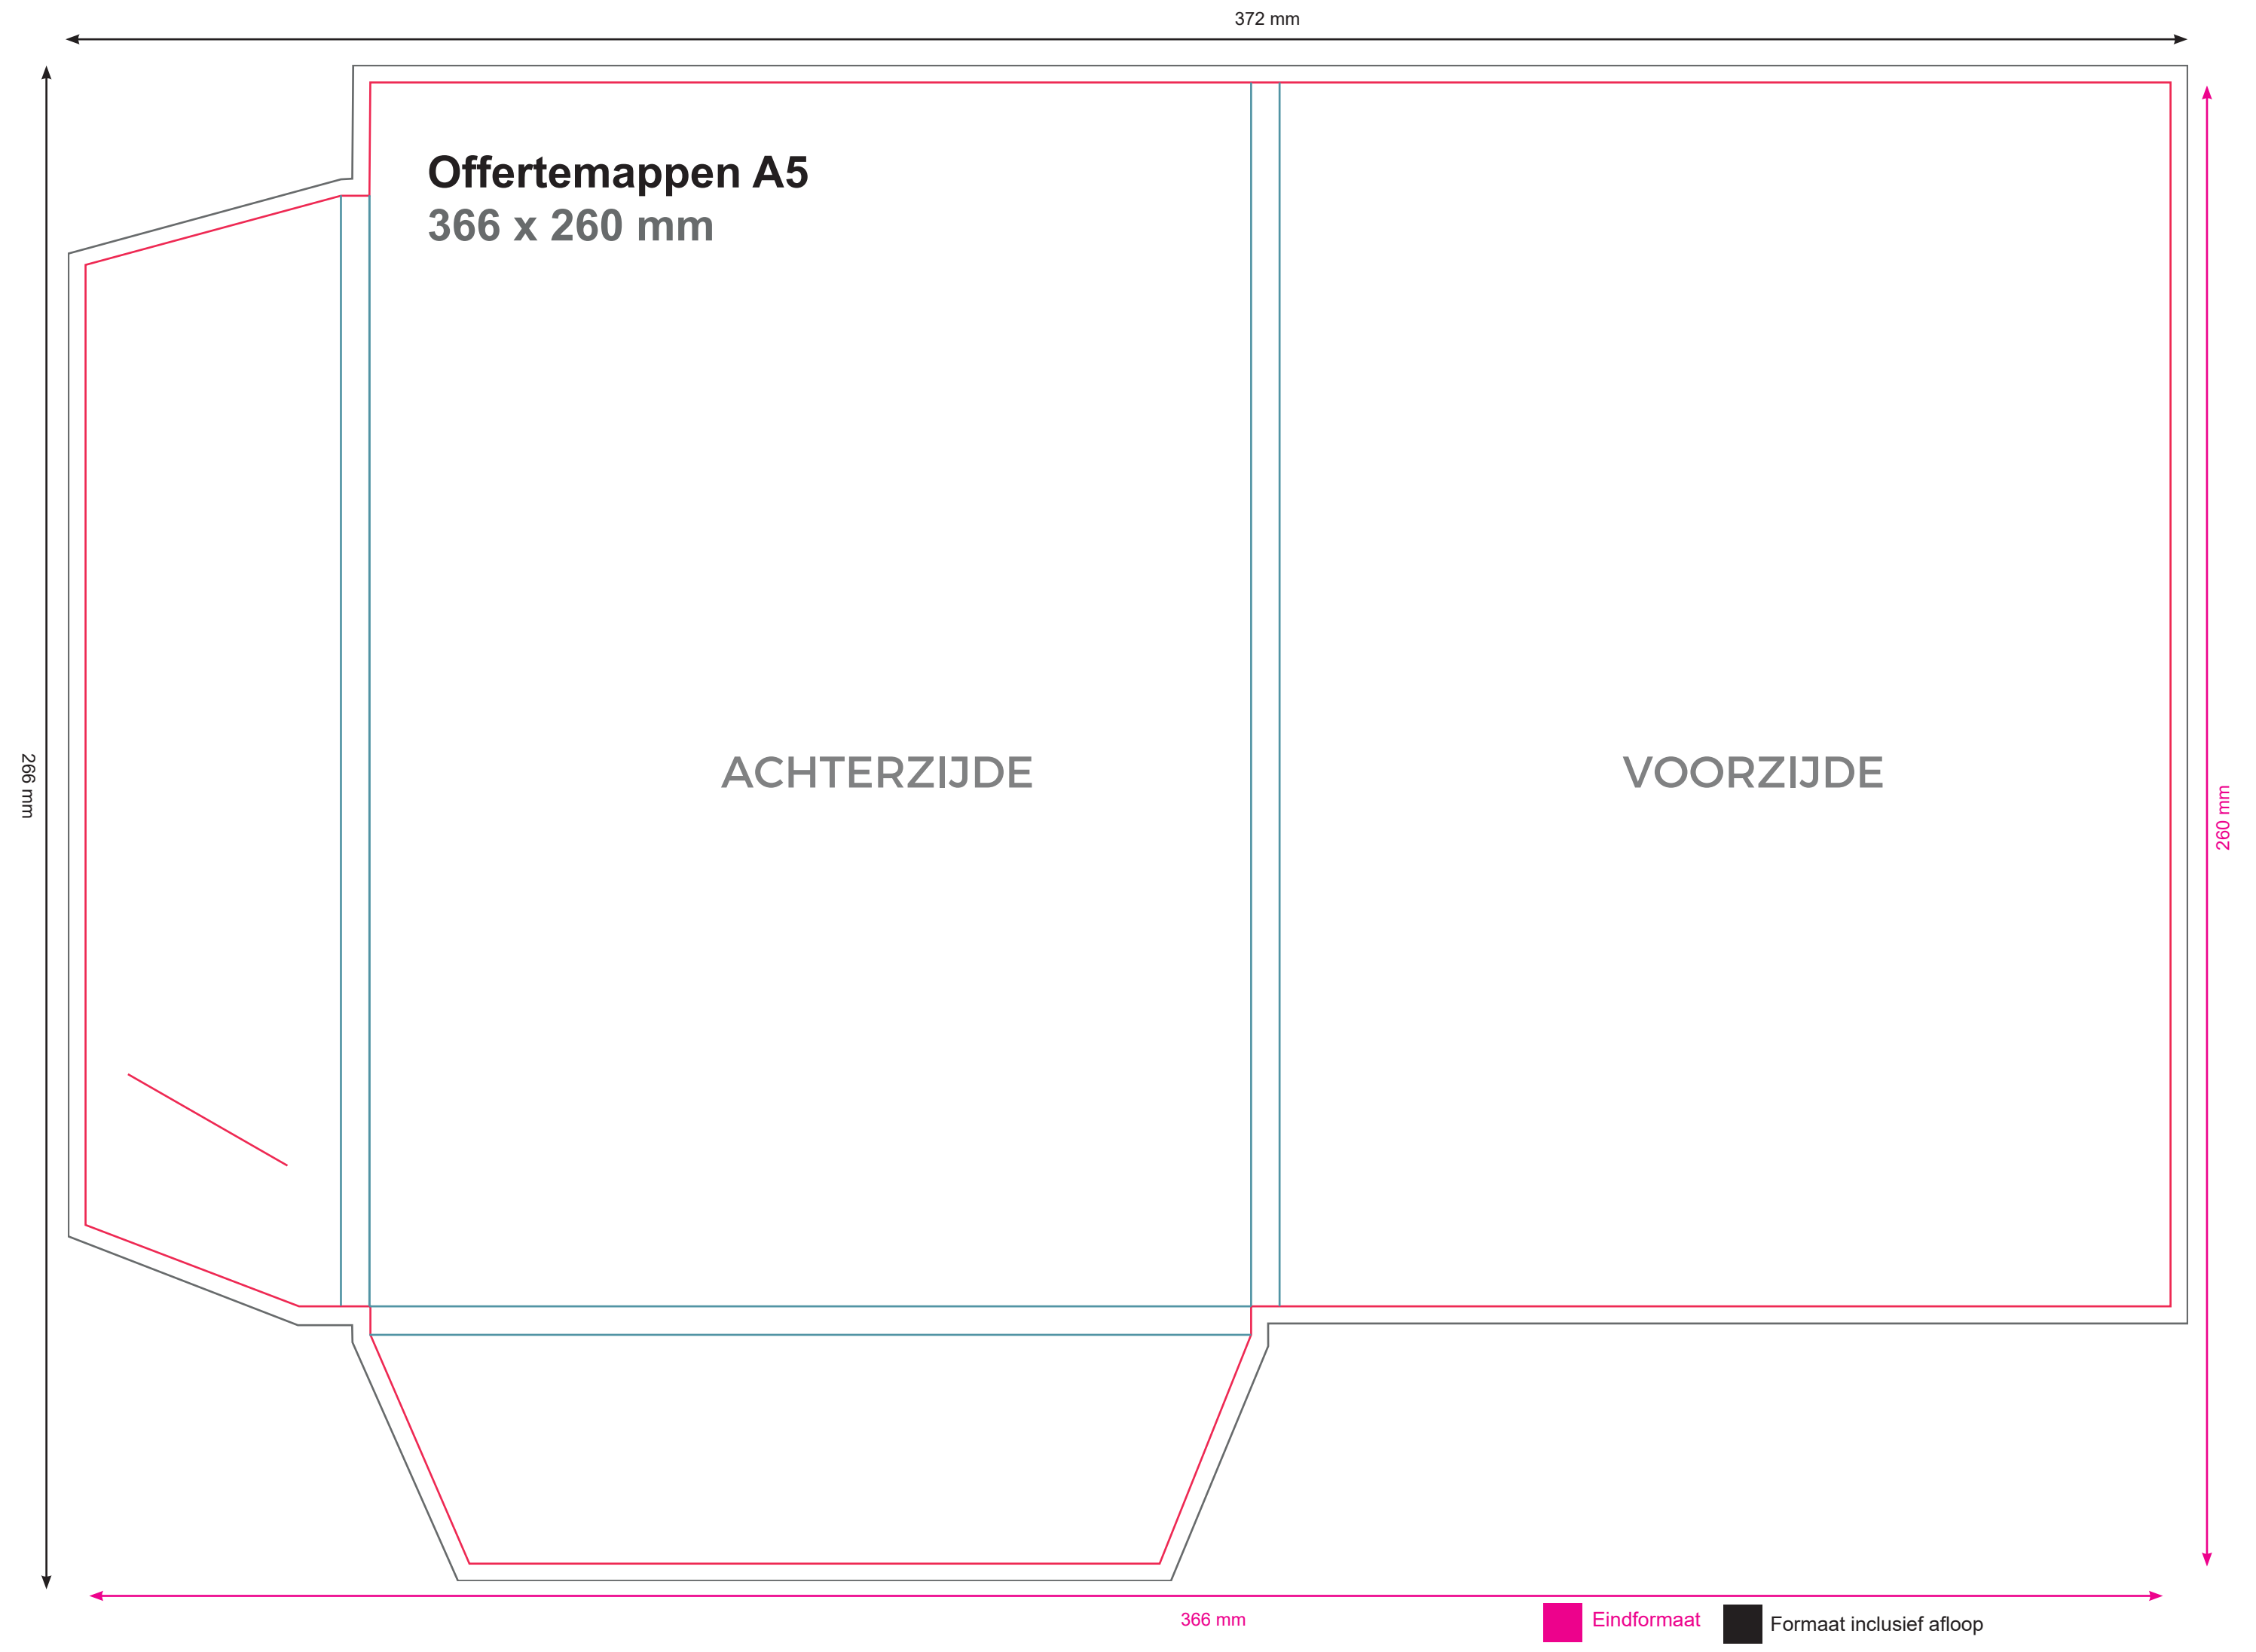 372 mm
Offertemappen A5
366 x 260 mm
ACHTERZIJDE
VOORZIJDE
266 mm
260 mm
366 mm
Eindformaat
Formaat inclusief afloop